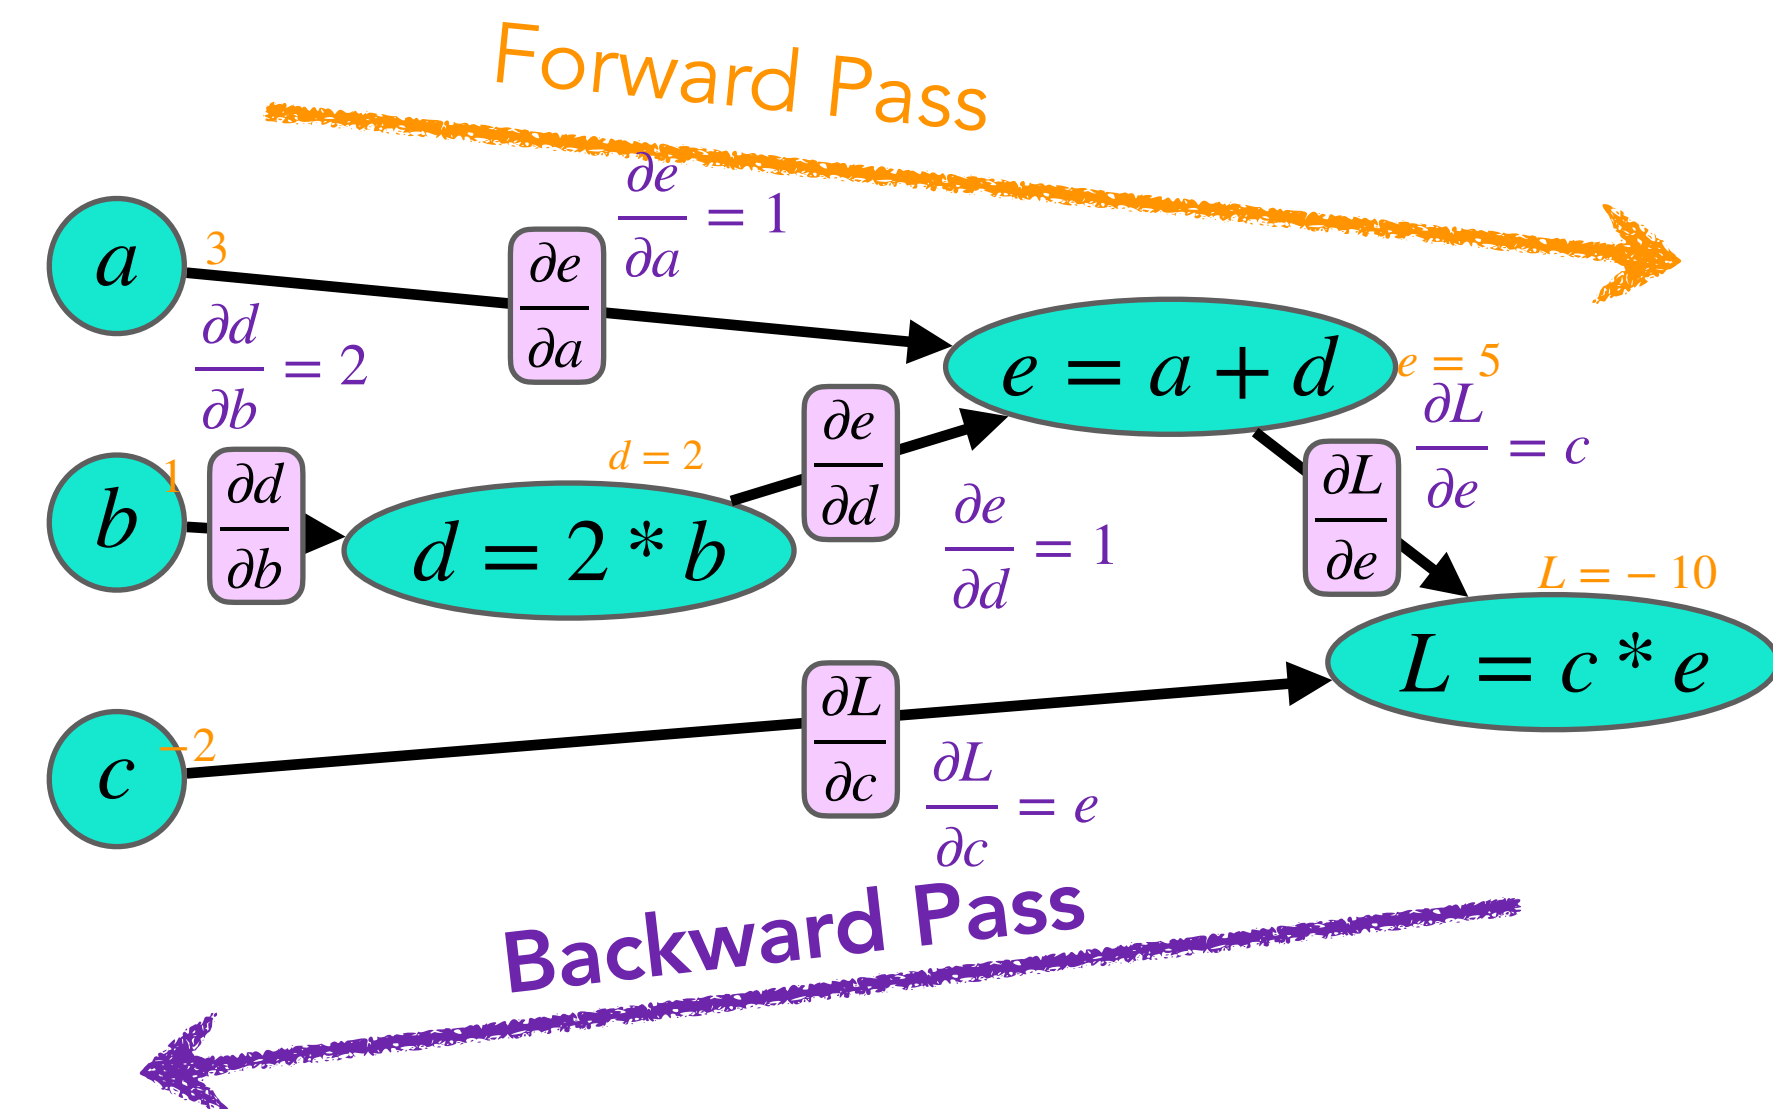 Forward Pass
∂e/∂a = 1
a
3
∂e/∂a
∂d/∂b = 2
e = a + d
e = 5
∂L/∂e = c
b
1
∂d/∂b
d = 2
d = 2 * b
∂e/∂d
∂e/∂d = 1
∂L/∂e
L = − 10
L = c * e
c
−2
∂L/∂c
∂L/∂c = e
Backward Pass